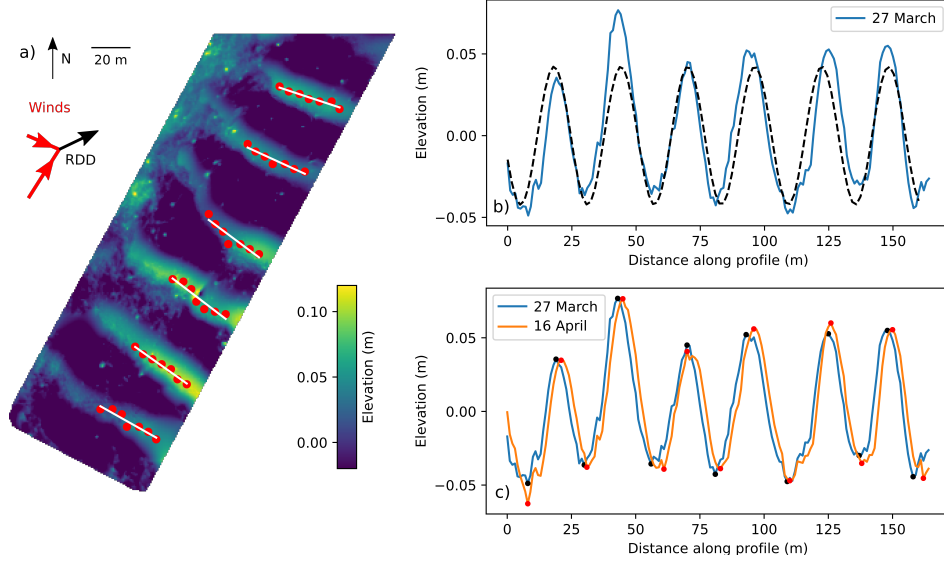 a)
N
20 m
Winds
RDD
0.10
0.05
0.00
Elevation (m)
27 March
0.05
0.00
−0.05
Elevation (m)
b)
0
25
50
75
100
125
150
Distance along profile (m)
27 March
16 April
0.05
0.00
−0.05
Elevation (m)
c)
0
25
50
75
100
125
150
Distance along profile (m)